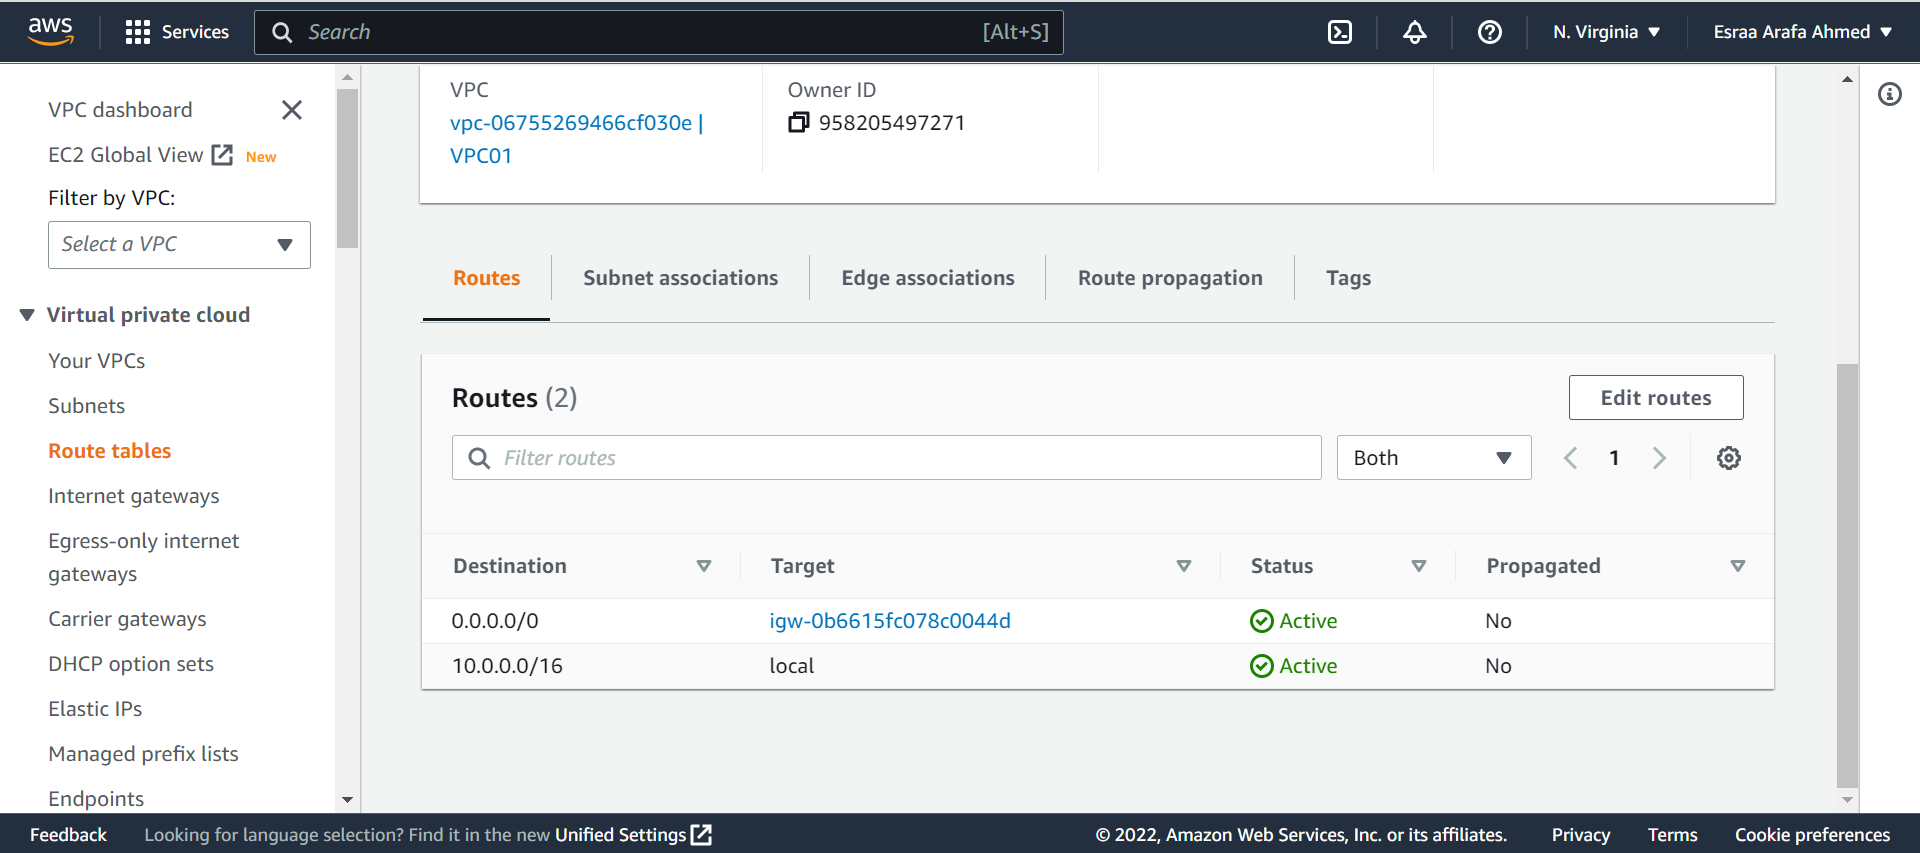 aws
Services
Search
[Alt+S]
N. Virginia
Esraa Arafa Ahmed
VPC dashboard
EC2 Global View New
Filter by VPC:
Select a VPC
Virtual private cloud
Your VPCs
Subnets
Route tables
Internet gateways
Egress-only internet
gateways
Carrier gateways
DHCP option sets
Elastic IPs
Managed prefix lists
Endpoints
VPC
vpc-06755269466cf030e |
VPC01
Owner ID
958205497271
Routes
Subnet associations
Edge associations
Route propagation
Tags
Routes (2)
Edit routes
Filter routes
Both
1
Destination Target Status Propagated
0.0.0.0/0 igw-0b6615fc078c0044d Active No
10.0.0.0/16 local Active No
Feedback
Looking for language selection? Find it in the new Unified Settings
© 2022, Amazon Web Services, Inc. or its affiliates.
Privacy
Terms
Cookie preferences